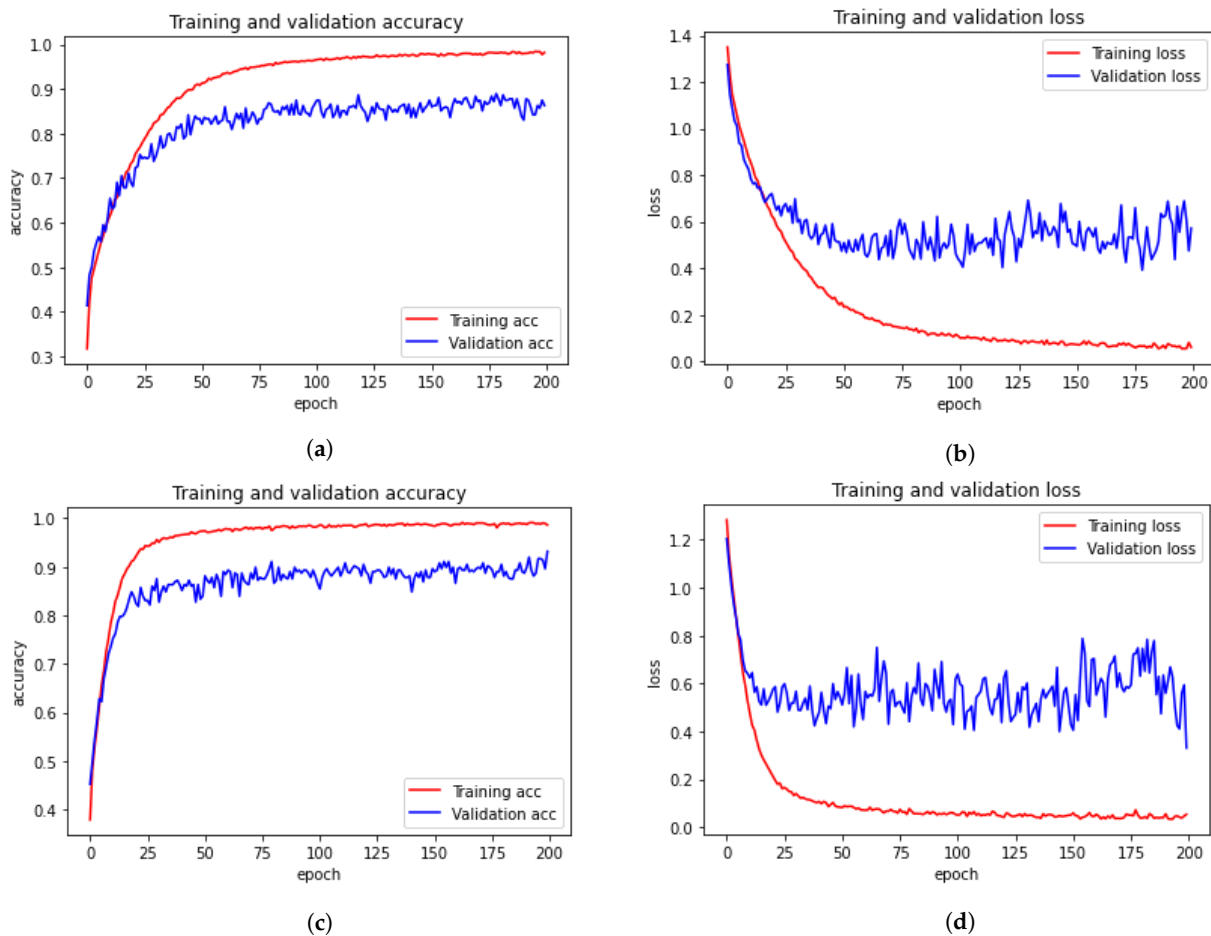 Training and validation accuracy
1.0
0.9
0.8
0.7
0.6
0.5
0.4
0.3
accuracy
Training acc
Validation acc
0 25 50 75 100 125 150 175 200
epoch
(a)
Training and validation loss
1.4
1.2
1.0
0.8
0.6
0.4
0.2
0.0
loss
Training loss
Validation loss
0 25 50 75 100 125 150 175 200
epoch
(b)
Training and validation accuracy
1.0
0.9
0.8
0.7
0.6
0.5
0.4
accuracy
Training acc
Validation acc
0 25 50 75 100 125 150 175 200
epoch
(c)
Training and validation loss
1.2
1.0
0.8
0.6
0.4
0.2
0.0
loss
Training loss
Validation loss
0 25 50 75 100 125 150 175 200
epoch
(d)